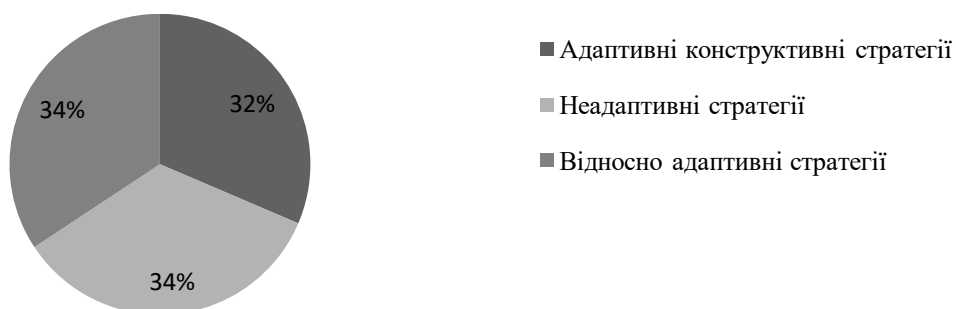 Адаптивні конструктивні стратегії
34%
32%
Неадаптивні стратегії
Відносно адаптивні стратегії
34%